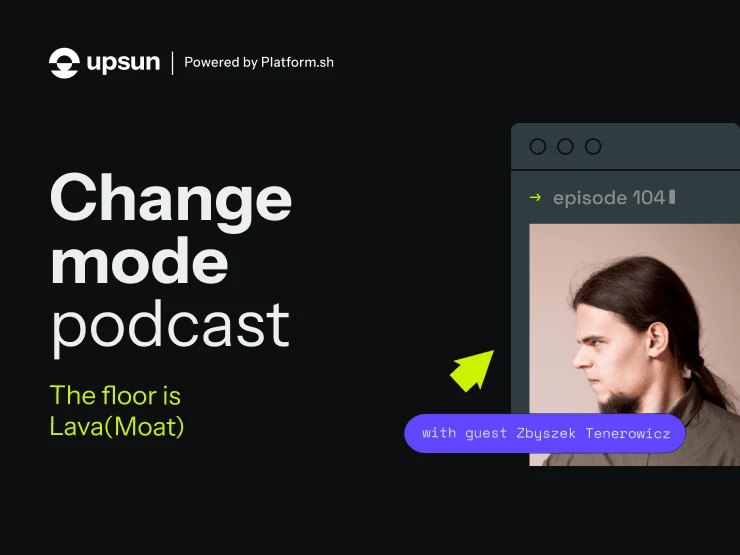 upsun | Powered by Platform.sh
Change
mode
podcast
The floor is
Lava(Moat)
→ episode 104
with guest Zbyszek Tenerowicz